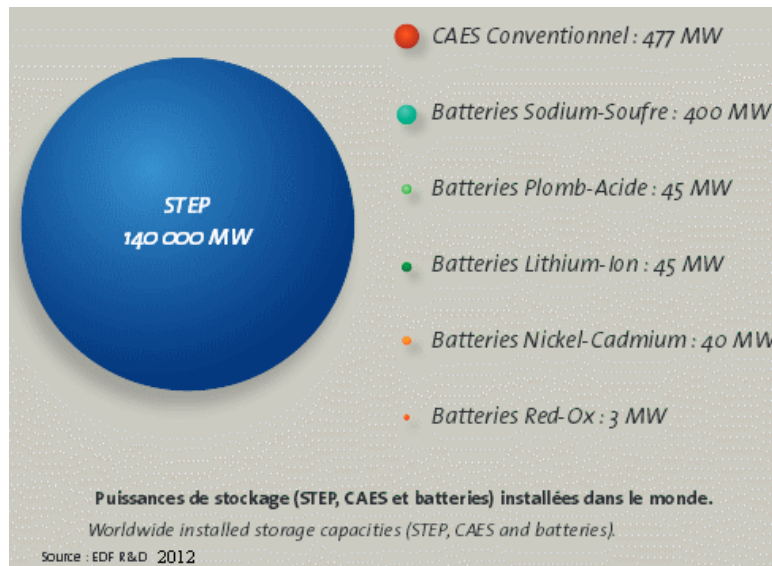 STEP
140 000 MW
CAES Conventionnel : 477 MW
Batteries Sodium-Soufre : 400 MW
Batteries Plomb-Acide : 45 MW
Batteries Lithium-Ion : 45 MW
Batteries Nickel-Cadmium : 40 MW
Batteries Red-Ox : 3 MW
Puissances de stockage (STEP, CAES et batteries) installées dans le monde.
Worldwide installed storage capacities (STEP, CAES and batteries).
Source : EDF R&D 2012